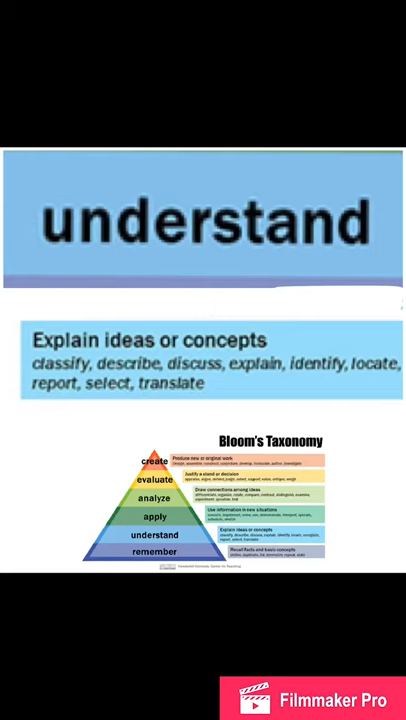 understand
Explain ideas or concepts
classify, describe, discuss, explain, identify, locate,
report, select, translate
Bloom's Taxonomy
create
Produce new or original work
evaluate
Justify a stand or decision
analyze
Draw connections among ideas
apply
Use information in new situations
understand
Explain ideas or concepts
remember
Recall facts and basic concepts
Filmmaker Pro